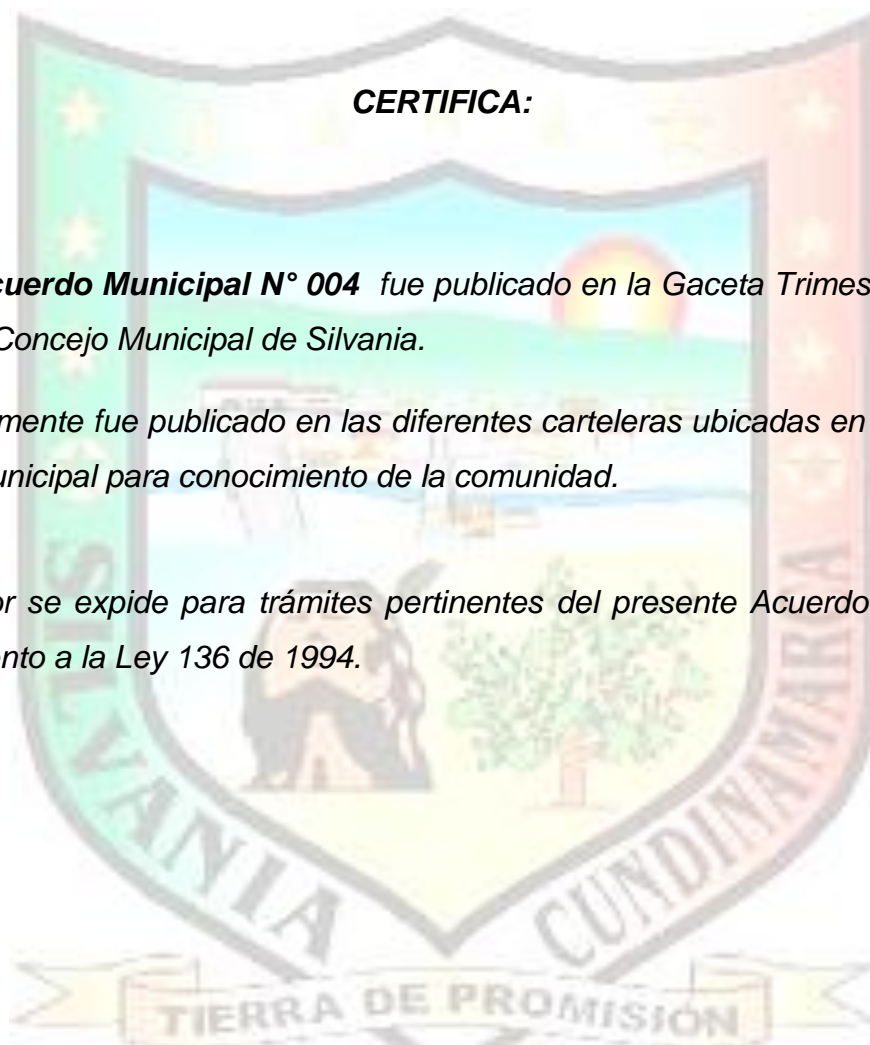 CERTIFICA:
cuerdo Municipal N° 004 fue publicado en la Gaceta Trimes
Concejo Municipal de Silvania.
mente fue publicado en las diferentes carteleras ubicadas en
unicipal para conocimiento de la comunidad.
or se expide para trámites pertinentes del presente Acuerdo
nto a la Ley 136 de 1994.
SILVANIA
CUNDINAMARCA
TIERRA DE PROMISIÓN